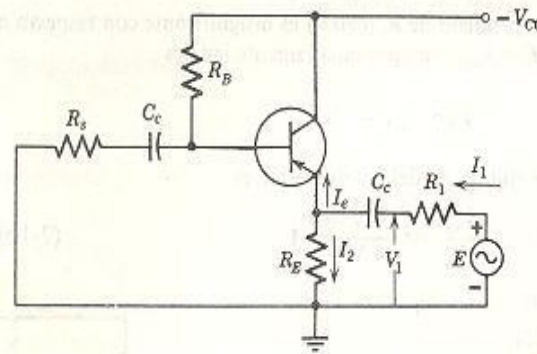 −V_CC
R_B
R_s
C_c
I_e
C_c
R_1
I_1
R_E
I_2
V_1
E
+
−